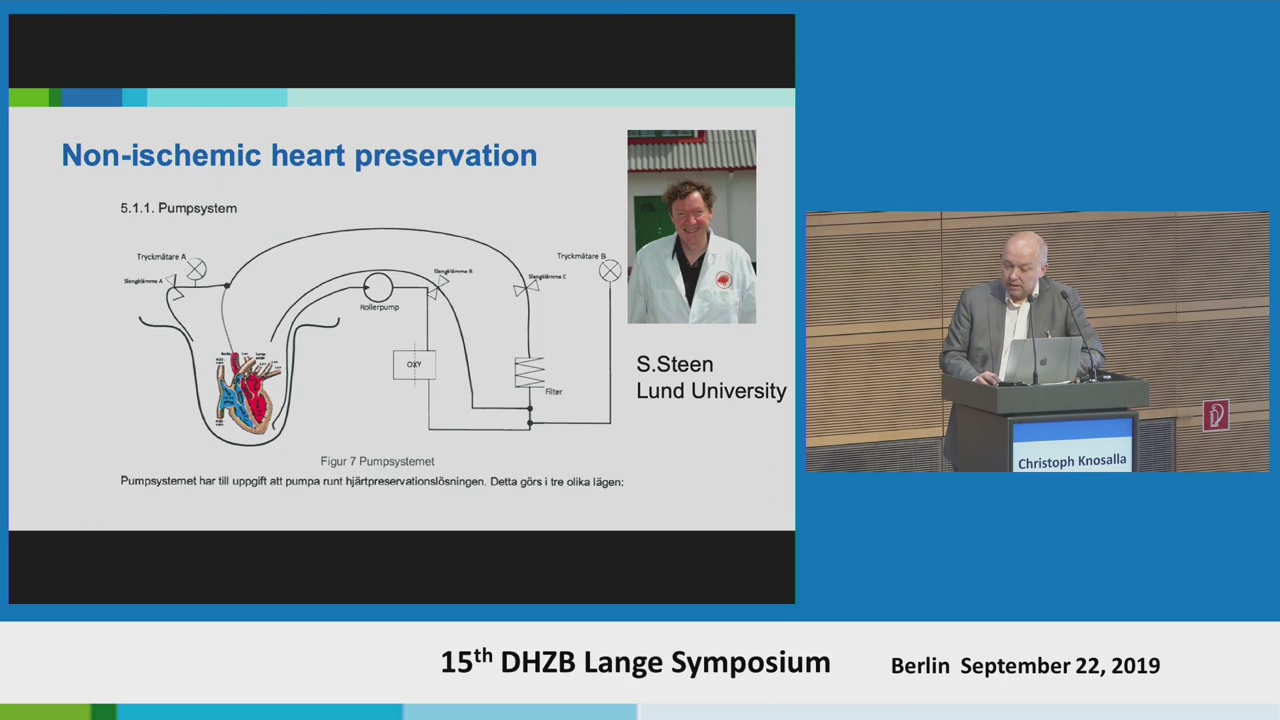 Non-ischemic heart preservation
5.1.1. Pumpsystem
Tryckmätare A
Slangklämma A
Slangklämma B
Rollerpump
Tryckmätare B
Slangklämma C
OXY
Filter
S.Steen
Lund University
Figur 7 Pumpsystemet
Pumpsystemet har till uppgift att pumpa runt hjärtpreservationslösningen. Detta görs i tre olika lägen:
Christoph Knosalla
15th DHZB Lange Symposium
Berlin September 22, 2019